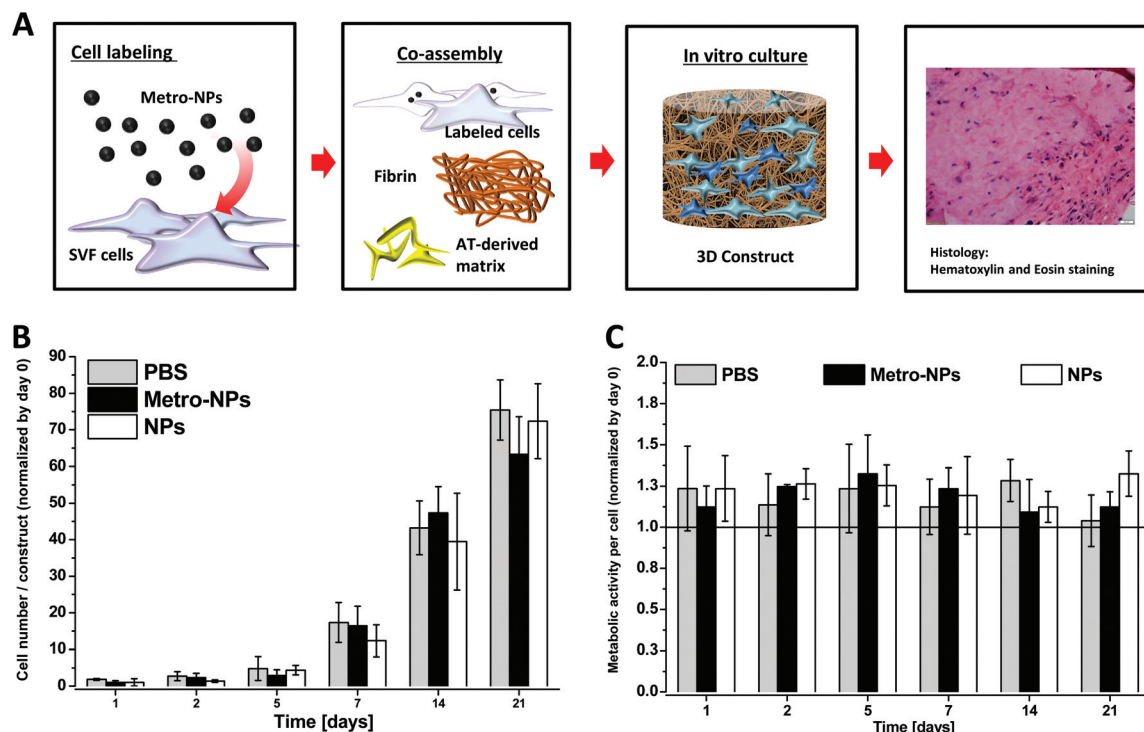 A
Cell labeling
Metro-NPs
SVF cells
Co-assembly
Labeled cells
Fibrin
AT-derived
matrix
In vitro culture
3D Construct
Histology:
Hematoxylin and Eosin staining
B
Cell number / construct (normalized by day 0)
90
80
75
70
60
50
40
30
20
10
0
PBS
Metro-NPs
NPs
1 2 5 7 14 21
Time [days]
C
Metabolic activity per cell (normalized by day 0)
2.0
1.8
1.5
1.3
1.0
0.8
0.5
0.3
0.0
PBS Metro-NPs NPs
1 2 5 7 14 21
Time [days]